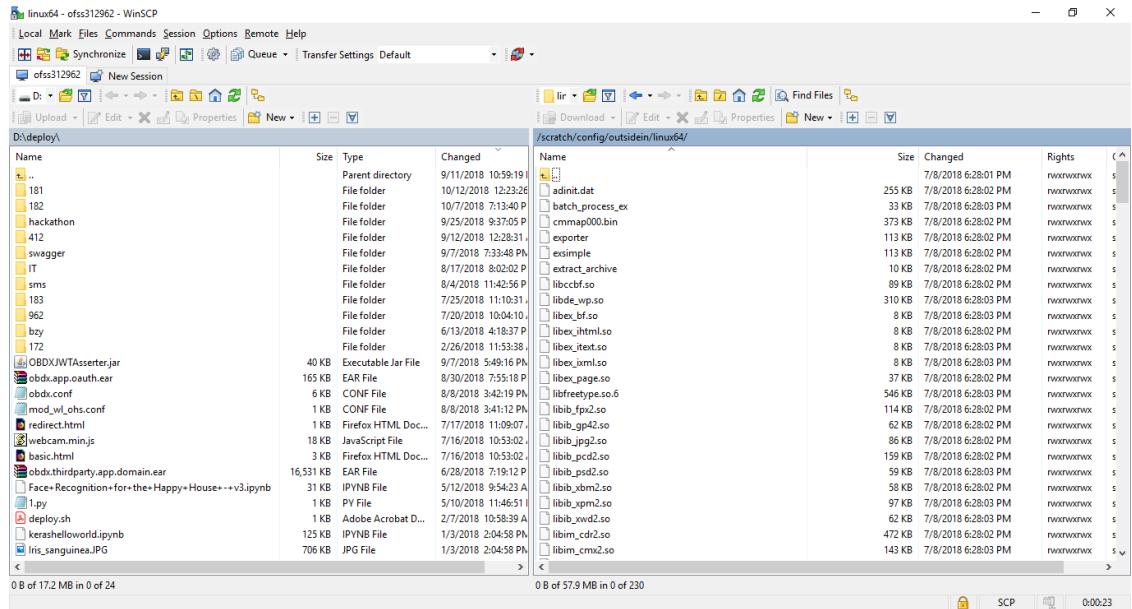 linux64 - ofss312962 - WinSCP
Local Mark Files Commands Session Options Remote Help
Synchronize Queue Transfer Settings Default
ofss312962 New Session
D: lir Find Files
Upload Edit Properties New Download Edit Properties New
D:\deploy\ /scratch/config/outsidein/linux64/
Name Size Type Changed Name Size Changed Rights
.. Parent directory 9/11/2018 10:59:19 .. 7/8/2018 6:28:01 PM rwxrwxrwx
181 File folder 10/12/2018 12:23:26 adinit.dat 255 KB 7/8/2018 6:28:02 PM rwxrwxrwx
182 File folder 10/7/2018 7:13:40 P batch_process_ex 33 KB 7/8/2018 6:28:03 PM rwxrwxrwx
hackathon File folder 9/25/2018 9:37:05 P cmmap000.bin 373 KB 7/8/2018 6:28:02 PM rwxrwxrwx
412 File folder 9/12/2018 12:28:31 exporter 113 KB 7/8/2018 6:28:02 PM rwxrwxrwx
swagger File folder 9/7/2018 7:33:48 PM exsimple 113 KB 7/8/2018 6:28:02 PM rwxrwxrwx
IT File folder 8/17/2018 8:02:02 P extract_archive 10 KB 7/8/2018 6:28:02 PM rwxrwxrwx
sms File folder 8/4/2018 11:42:56 P libccbf.so 89 KB 7/8/2018 6:28:02 PM rwxrwxrwx
183 File folder 7/25/2018 11:10:31 libde_wp.so 310 KB 7/8/2018 6:28:03 PM rwxrwxrwx
962 File folder 7/20/2018 10:04:10 libex_bf.so 8 KB 7/8/2018 6:28:03 PM rwxrwxrwx
bzy File folder 6/13/2018 4:18:37 P libex_ihtml.so 8 KB 7/8/2018 6:28:02 PM rwxrwxrwx
172 File folder 2/26/2018 11:53:38 libex_itext.so 8 KB 7/8/2018 6:28:03 PM rwxrwxrwx
OBDXJWTAsserter.jar 40 KB Executable Jar File 9/7/2018 5:49:16 PM libex_ixml.so 8 KB 7/8/2018 6:28:03 PM rwxrwxrwx
obdx.app.oauth.ear 165 KB EAR File 8/30/2018 7:55:18 P libex_page.so 37 KB 7/8/2018 6:28:02 PM rwxrwxrwx
obdx.conf 6 KB CONF File 8/8/2018 3:42:19 PM libfreetype.so.6 546 KB 7/8/2018 6:28:03 PM rwxrwxrwx
mod_wl_ohs.conf 1 KB CONF File 8/8/2018 3:41:12 PM libib_fpx2.so 114 KB 7/8/2018 6:28:02 PM rwxrwxrwx
redirect.html 1 KB Firefox HTML Doc... 7/17/2018 11:09:07 libib_gp42.so 62 KB 7/8/2018 6:28:02 PM rwxrwxrwx
webcam.min.js 18 KB JavaScript File 7/16/2018 10:53:02 libib_jpg2.so 86 KB 7/8/2018 6:28:02 PM rwxrwxrwx
basic.html 3 KB Firefox HTML Doc... 7/16/2018 10:53:02 libib_pcd2.so 159 KB 7/8/2018 6:28:02 PM rwxrwxrwx
obdx.thirdparty.app.domain.ear 16,531 KB EAR File 6/28/2018 7:19:12 P libib_psd2.so 59 KB 7/8/2018 6:28:03 PM rwxrwxrwx
Face+Recognition+for+the+Happy+House+-+v3.ipynb 31 KB IPYNB File 5/12/2018 9:54:23 A libib_xbm2.so 58 KB 7/8/2018 6:28:02 PM rwxrwxrwx
1.py 1 KB PY File 5/10/2018 11:46:51 libib_xpm2.so 97 KB 7/8/2018 6:28:03 PM rwxrwxrwx
deploy.sh 1 KB Adobe Acrobat D... 2/7/2018 10:58:39 A libib_xwd2.so 62 KB 7/8/2018 6:28:03 PM rwxrwxrwx
kerashelloworld.ipynb 125 KB IPYNB File 1/3/2018 2:04:58 PM libim_cdr2.so 472 KB 7/8/2018 6:28:02 PM rwxrwxrwx
Iris_sanguinea.JPG 706 KB JPG File 1/3/2018 2:04:58 PM libim_cmx2.so 143 KB 7/8/2018 6:28:03 PM rwxrwxrwx
0 B of 17.2 MB in 0 of 24 0 B of 57.9 MB in 0 of 230
SCP 0:00:23